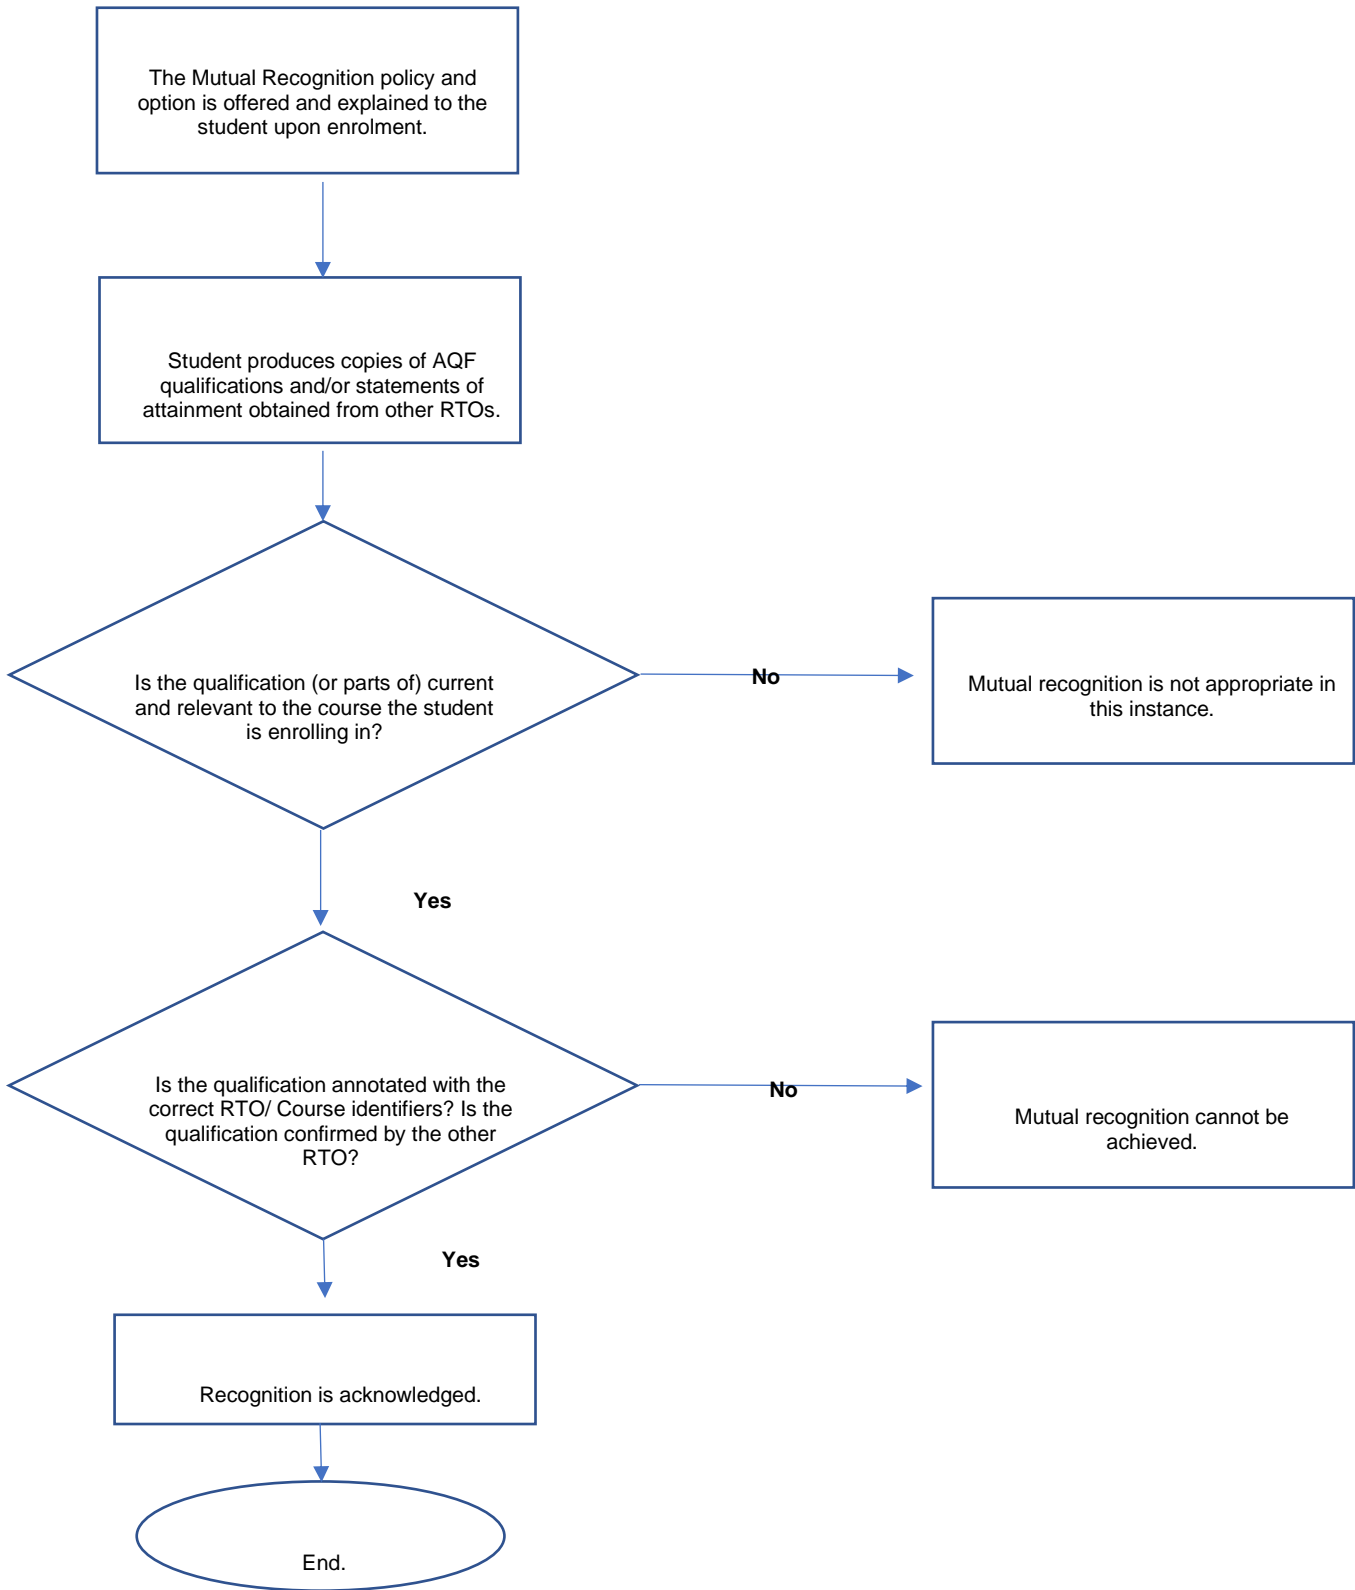 The Mutual Recognition policy and
option is offered and explained to the
student upon enrolment.
Student produces copies of AQF
qualifications and/or statements of
attainment obtained from other RTOs.
Is the qualification (or parts of) current
and relevant to the course the student
is enrolling in?
No
Mutual recognition is not appropriate in
this instance.
Yes
Is the qualification annotated with the
correct RTO/ Course identifiers? Is the
qualification confirmed by the other
RTO?
No
Mutual recognition cannot be
achieved.
Yes
Recognition is acknowledged.
End.